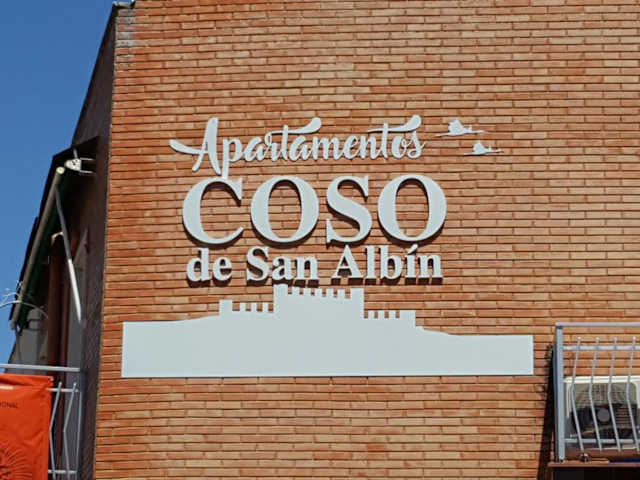 Apartamentos
COSO
de San Albín